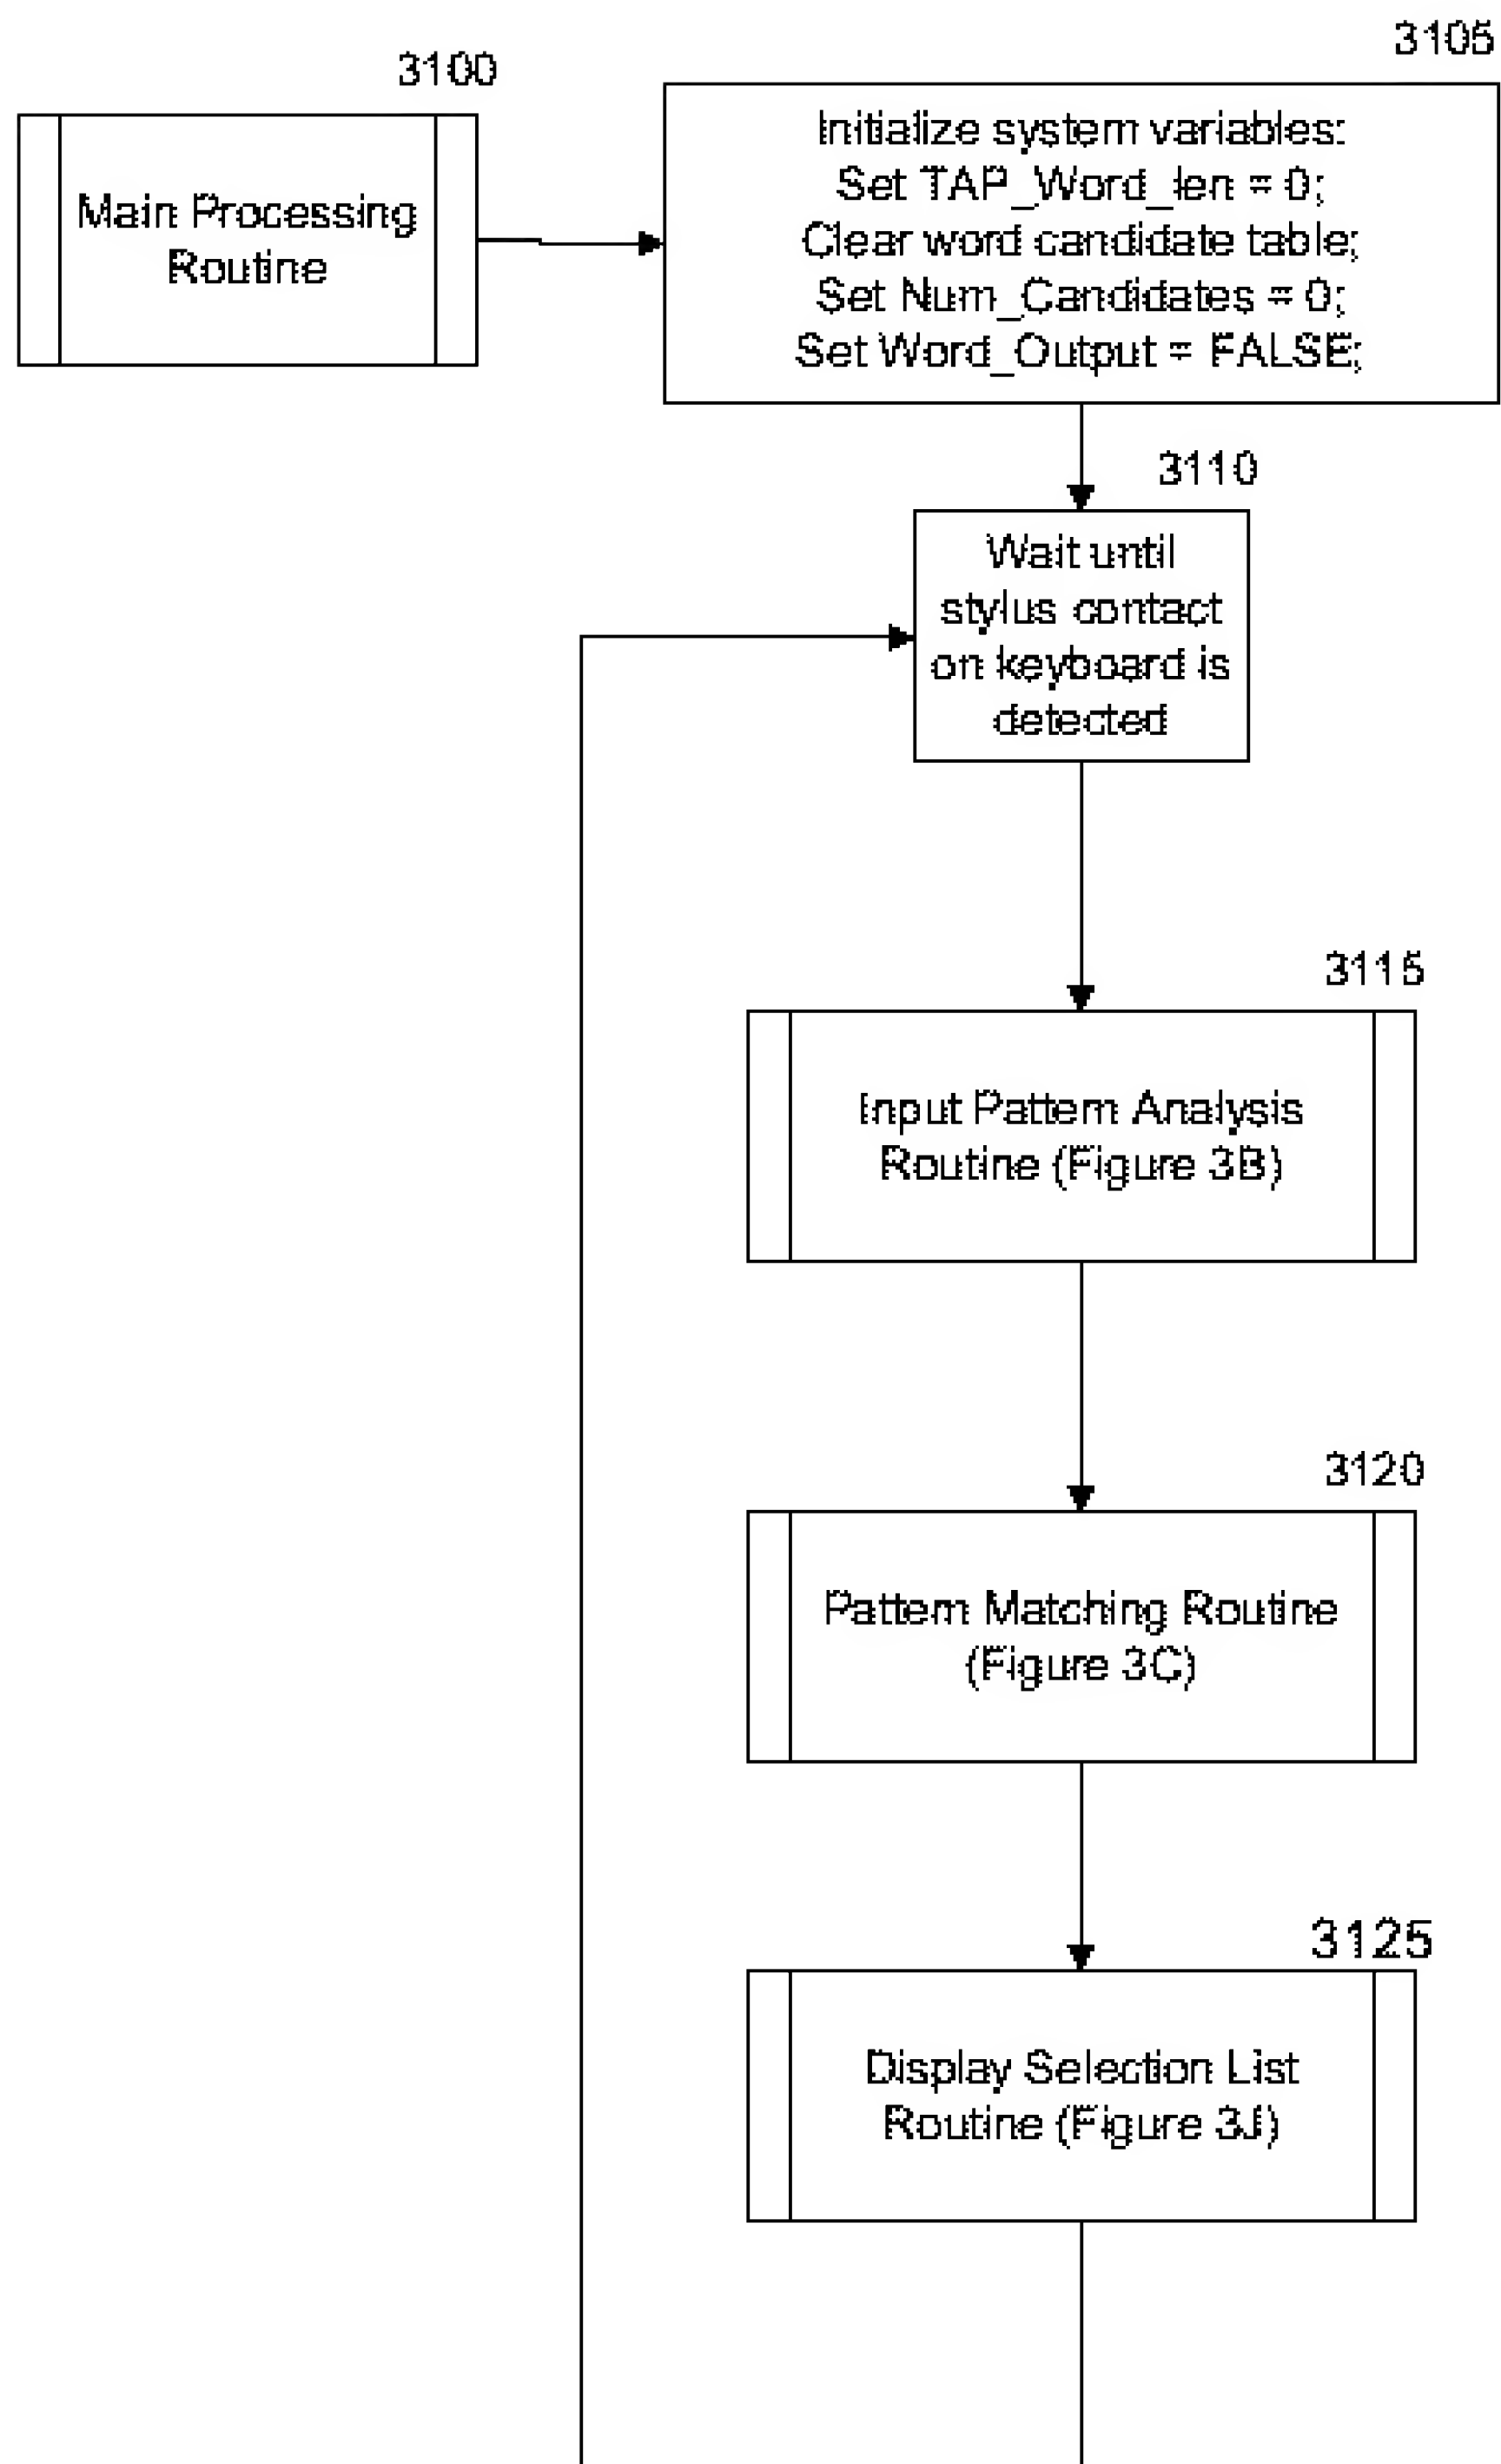 3100
Main Processing
Routine
3105
Initialize system variables:
Set TAP_Word_len = 0;
Clear word candidate table;
Set Num_Candidates = 0;
Set Word_Output = FALSE;
3110
Wait until
stylus contact
on keyboard is
detected
3115
Input Pattern Analysis
Routine (Figure 3B)
3120
Pattern Matching Routine
(Figure 3C)
3125
Display Selection List
Routine (Figure 3J)